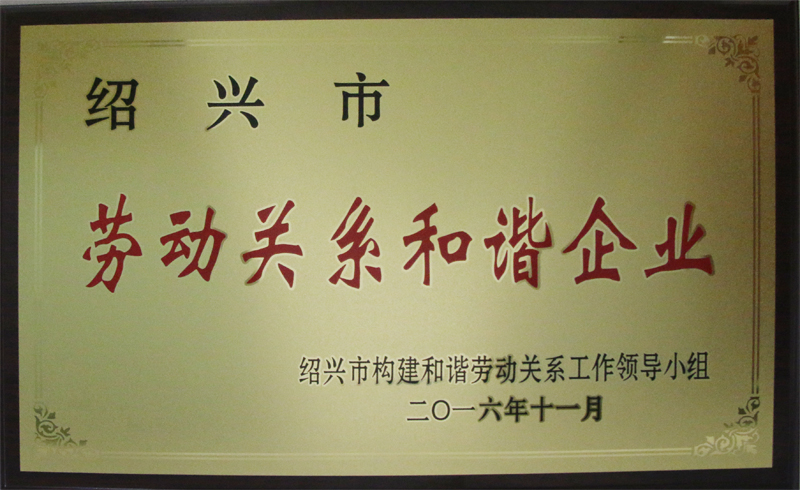 绍兴市
劳动关系和谐企业
绍兴市构建和谐劳动关系工作领导小组
二〇一六年十一月